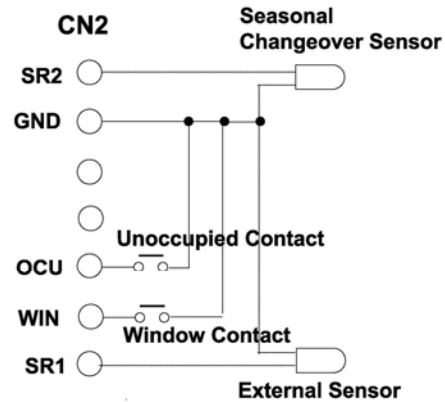 CN2
Seasonal
Changeover Sensor
SR2
GND
Unoccupied Contact
OCU
WIN
Window Contact
SR1
External Sensor